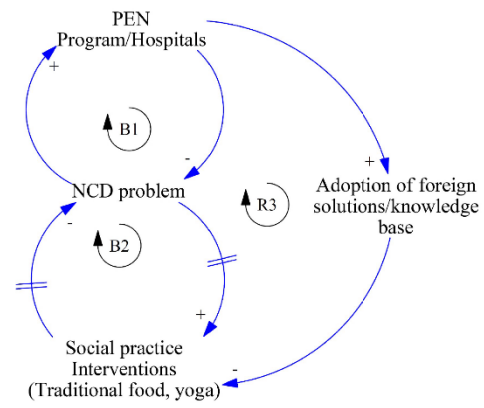 PEN
Program/Hospitals
+
B1
-
NCD problem
+
Adoption of foreign
solutions/knowledge
base
R3
-
B2
+
Social practice
Interventions
(Traditional food, yoga)
-